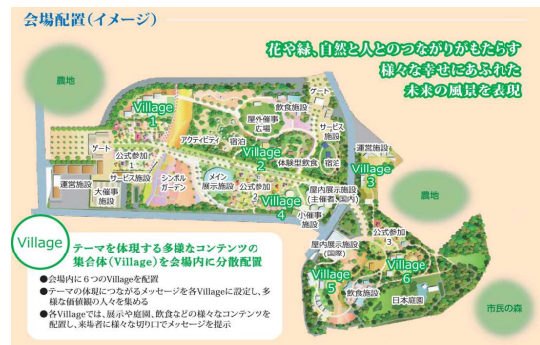 会場配置(イメージ)
花や緑、自然と人とのつながりがもたらす
様々な幸せにあふれた
未来の風景を表現
農地
Village
1
ゲート
飲食施設
屋外催事
広場
サービス
施設
アクティビティ
宿泊
Village
2
体験型飲食
宿泊
運営施設
Village
3
ゲート
公式参加
1
サービス施設
運営施設
大催事
施設
シンボル
ガーデン
メイン
展示施設
公式参加
2
Village
4
屋内展示施設
(主催者、国内)
小催事
施設
農地
屋内展示施設
(国際)
公式参加
3
Village
5
Village
6
飲食施設
日本庭園
市民の森
Village
テーマを体現する多様なコンテンツの
集合体(Village)を会場内に分散配置
●会場内に6つのVillageを配置
●テーマの体現につながるメッセージを各Villageに設定し、多
様な価値観の人々を集める
●各Villageでは、展示や庭園、飲食などの様々なコンテンツを
配置し、来場者に様々な切り口でメッセージを提示